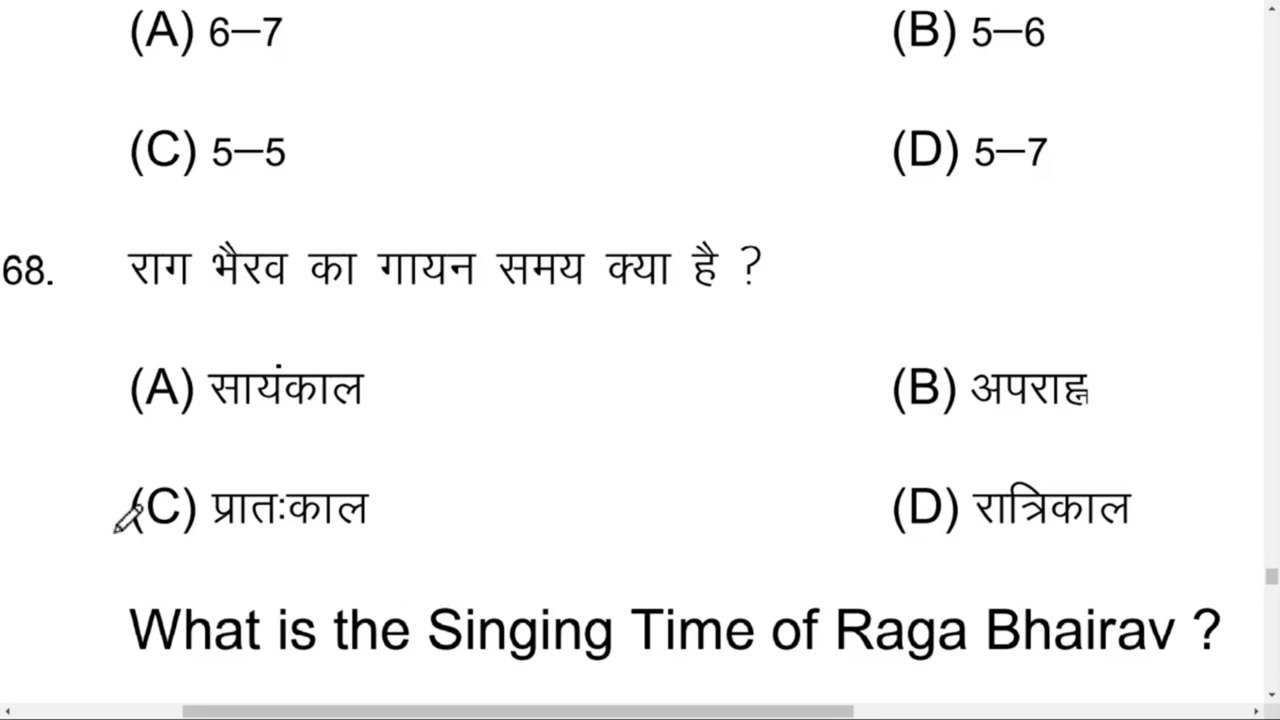 (A) 6–7 (B) 5–6
(C) 5–5 (D) 5–7
68. राग भैरव का गायन समय क्या है ?
(A) सायंकाल (B) अपराह्न
(C) प्रातःकाल (D) रात्रिकाल
What is the Singing Time of Raga Bhairav ?